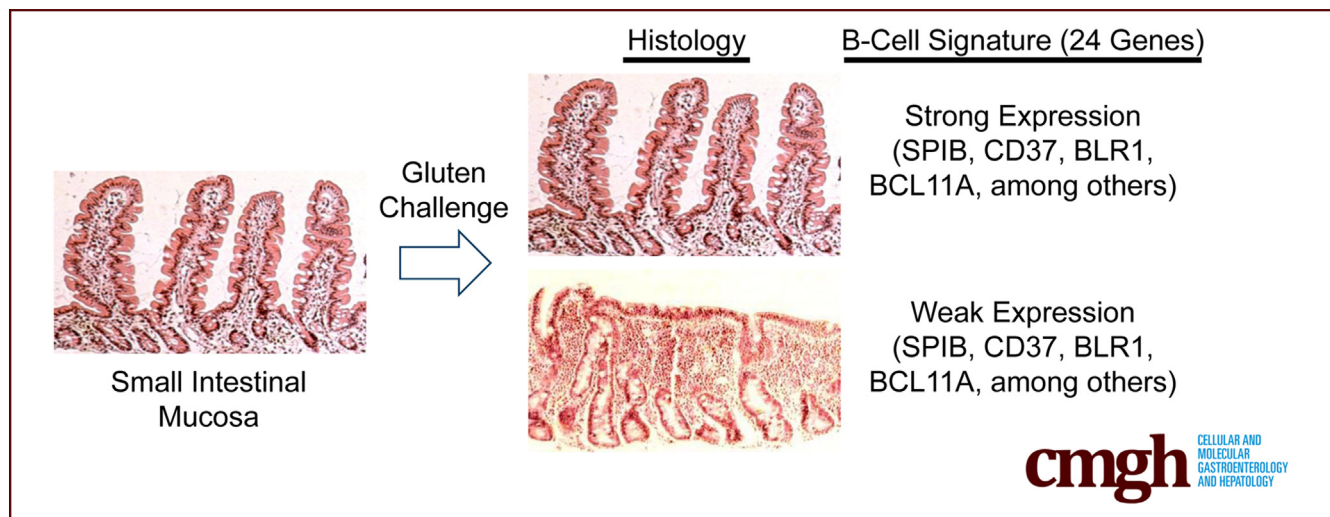 Histology
B-Cell Signature (24 Genes)
Strong Expression
(SPIB, CD37, BLR1,
BCL11A, among others)
Gluten
Challenge
Small Intestinal
Mucosa
Weak Expression
(SPIB, CD37, BLR1,
BCL11A, among others)
cmgh
CELLULAR AND
MOLECULAR
GASTROENTEROLOGY
AND HEPATOLOGY